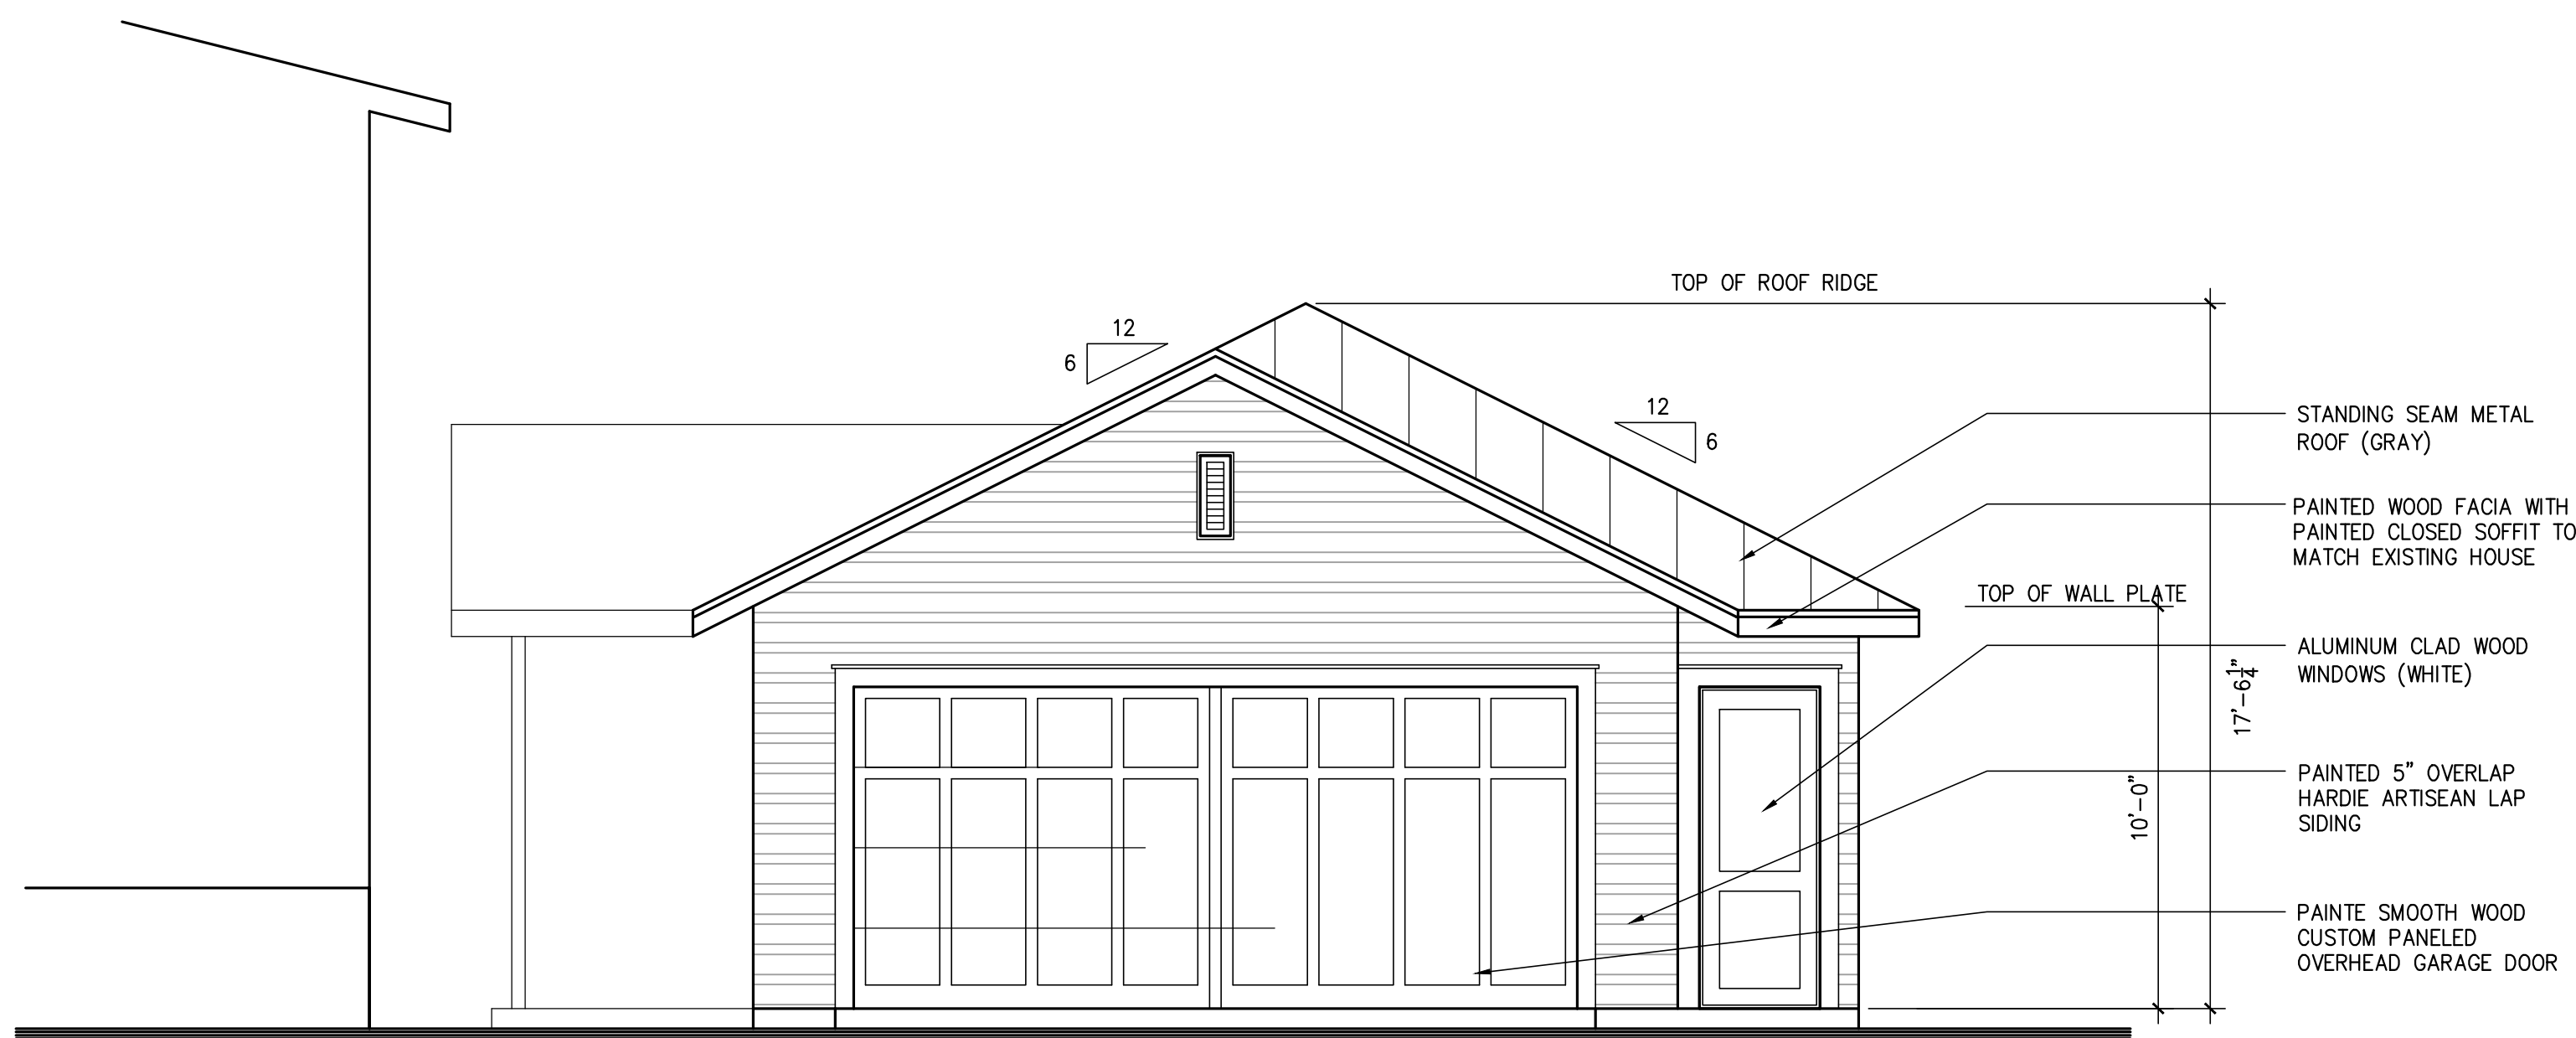 TOP OF ROOF RIDGE
12
6
12
6
STANDING SEAM METAL
ROOF (GRAY)
PAINTED WOOD FACIA WITH
PAINTED CLOSED SOFFIT TO
MATCH EXISTING HOUSE
TOP OF WALL PLATE
ALUMINUM CLAD WOOD
WINDOWS (WHITE)
17'-6 1/4"
10'-0"
PAINTED 5" OVERLAP
HARDIE ARTISEAN LAP
SIDING
PAINTE SMOOTH WOOD
CUSTOM PANELED
OVERHEAD GARAGE DOOR